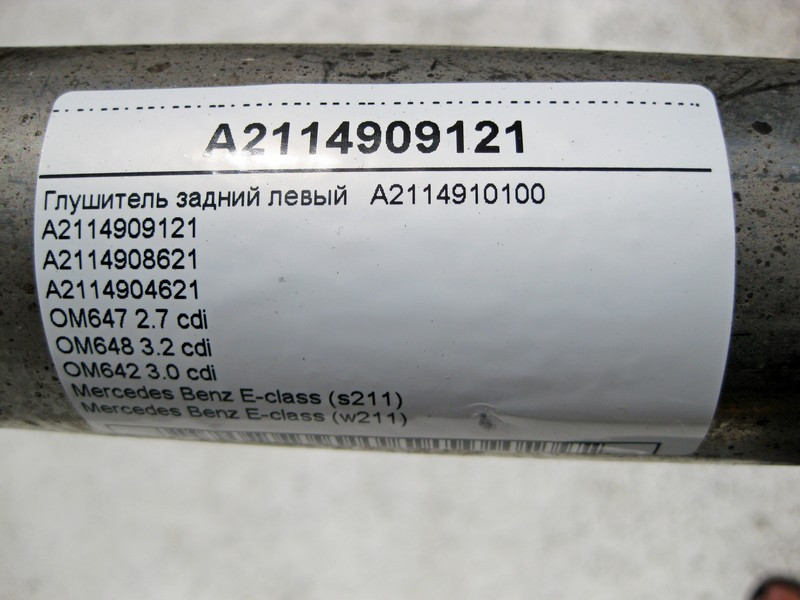 A2114909121
Глушитель задний левый A2114910100
A2114909121
A2114908621
A2114904621
OM647 2.7 cdi
OM648 3.2 cdi
OM642 3.0 cdi
Mercedes Benz E-class (s211)
Mercedes Benz E-class (w211)